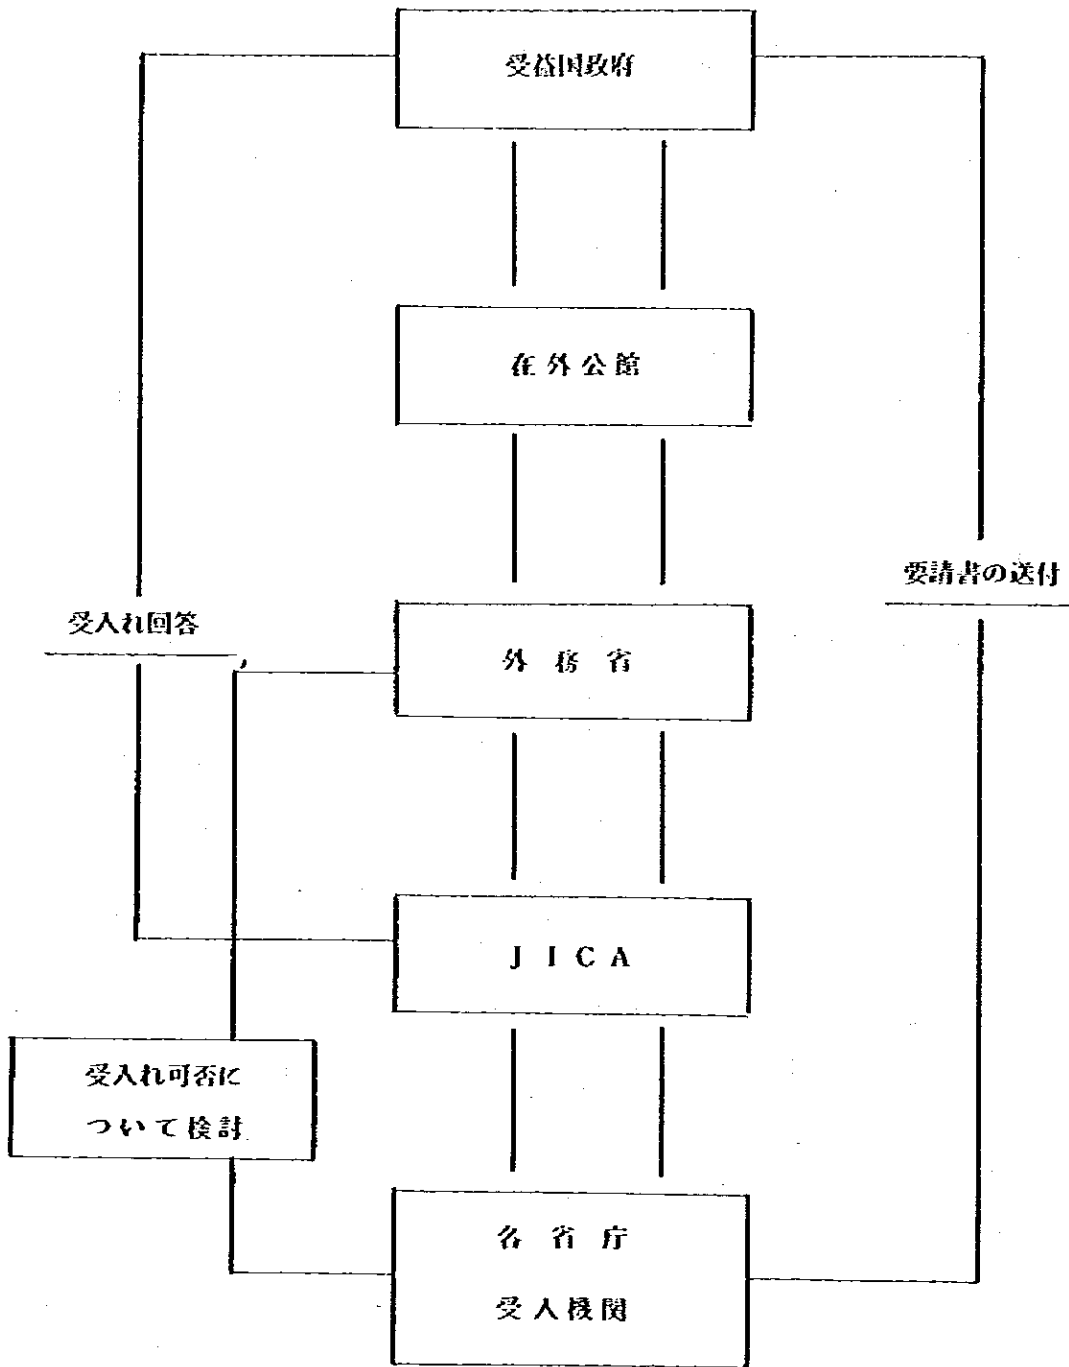 受益国政府
在外公館
要請書の送付
受入れ回答
外務省
JICA
受入れ可否に
ついて検討
各省庁
受入機関